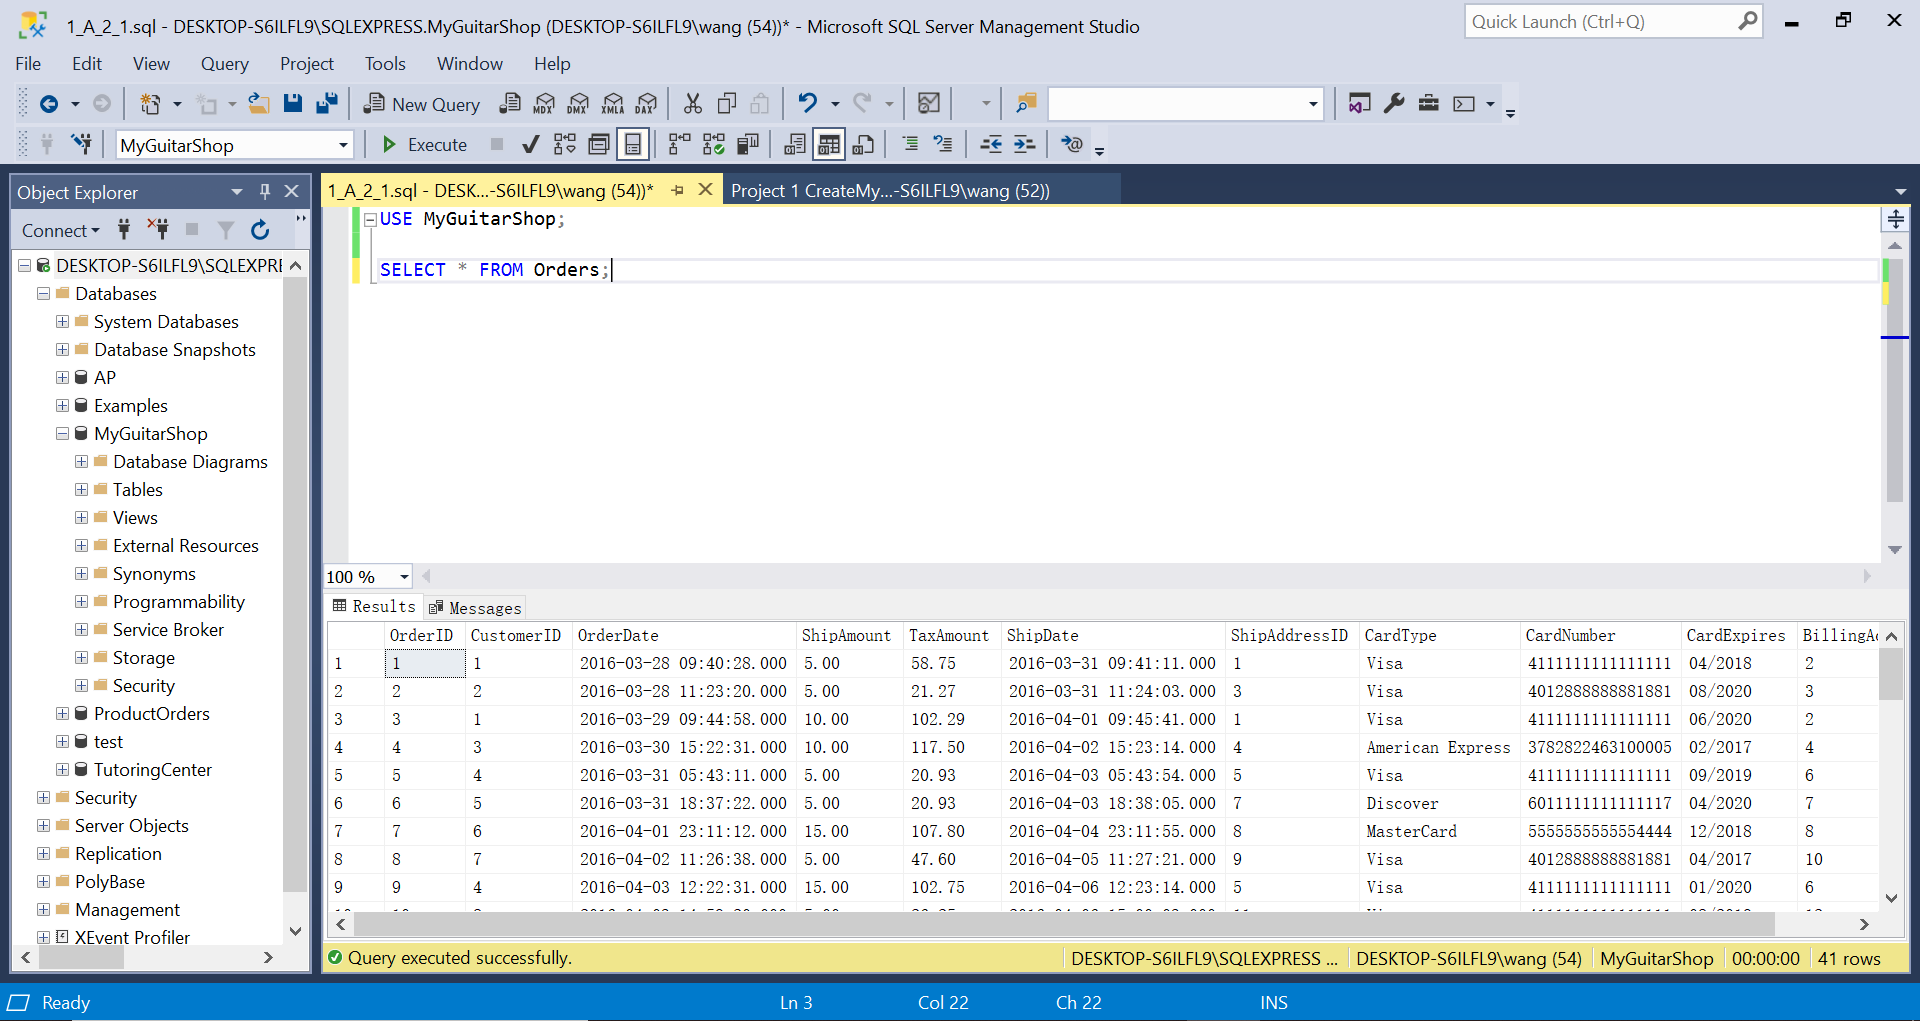 1_A_2_1.sql - DESKTOP-S6ILFL9\SQLEXPRESS.MyGuitarShop (DESKTOP-S6ILFL9\wang (54))* - Microsoft SQL Server Management Studio
Quick Launch (Ctrl+Q)
File Edit View Query Project Tools Window Help
New Query MDX DMX XMLA DAX
MyGuitarShop Execute
Object Explorer
1_A_2_1.sql - DESK...-S6ILFL9\wang (54))* Project 1 CreateMy...-S6ILFL9\wang (52))
Connect
DESKTOP-S6ILFL9\SQLEXPRE
Databases
System Databases
Database Snapshots
AP
Examples
MyGuitarShop
Database Diagrams
Tables
Views
External Resources
Synonyms
Programmability
Service Broker
Storage
Security
ProductOrders
test
TutoringCenter
Security
Server Objects
Replication
PolyBase
Management
XEvent Profiler
USE MyGuitarShop;
SELECT * FROM Orders;
100 %
Results Messages
OrderID CustomerID OrderDate ShipAmount TaxAmount ShipDate ShipAddressID CardType CardNumber CardExpires BillingA
1 1 1 2016-03-28 09:40:28.000 5.00 58.75 2016-03-31 09:41:11.000 1 Visa 4111111111111111 04/2018 2
2 2 2 2016-03-28 11:23:20.000 5.00 21.27 2016-03-31 11:24:03.000 3 Visa 4012888888881881 08/2020 3
3 3 1 2016-03-29 09:44:58.000 10.00 102.29 2016-04-01 09:45:41.000 1 Visa 4111111111111111 06/2020 2
4 4 3 2016-03-30 15:22:31.000 10.00 117.50 2016-04-02 15:23:14.000 4 American Express 3782822463100005 02/2017 4
5 5 4 2016-03-31 05:43:11.000 5.00 20.93 2016-04-03 05:43:54.000 5 Visa 4111111111111111 09/2019 6
6 6 5 2016-03-31 18:37:22.000 5.00 20.93 2016-04-03 18:38:05.000 7 Discover 6011111111111117 04/2020 7
7 7 6 2016-04-01 23:11:12.000 15.00 107.80 2016-04-04 23:11:55.000 8 MasterCard 5555555555554444 12/2018 8
8 8 7 2016-04-02 11:26:38.000 5.00 47.60 2016-04-05 11:27:21.000 9 Visa 4012888888881881 04/2017 10
9 9 4 2016-04-03 12:22:31.000 15.00 102.75 2016-04-06 12:23:14.000 5 Visa 4111111111111111 01/2020 6
Query executed successfully. DESKTOP-S6ILFL9\SQLEXPRESS ... DESKTOP-S6ILFL9\wang (54) MyGuitarShop 00:00:00 41 rows
Ready Ln 3 Col 22 Ch 22 INS